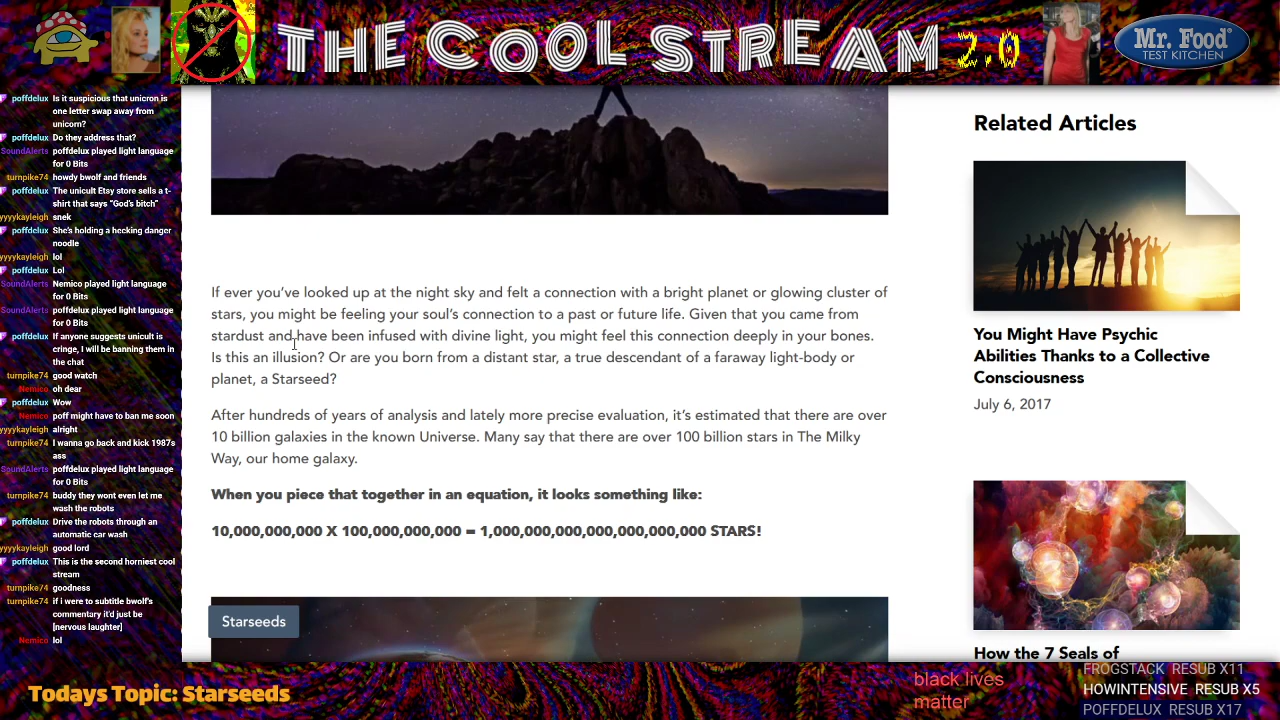 THE COOL STREAM 2.0
Mr. Food
TEST KITCHEN
poffdelux Is it suspicious that unicron is
one letter swap away from
unicorn?
poffdelux Do they address that?
SoundAlerts poffdelux played light language
for 0 Bits
turnpike74 howdy bwolf and friends
poffdelux The unicult Etsy store sells a t-
shirt that says "God's bitch"
yyyykayleigh snek
poffdelux She's holding a hecking danger
noodle
yyyykayleigh lol
poffdelux Lol
SoundAlerts Nemico played light language
for 0 Bits
SoundAlerts poffdelux played light language
for 0 Bits
poffdelux If anyone suggests unicult is
cringe, I will be banning them in
the chat
turnpike74 good watch
Nemico oh dear
poffdelux Wow
Nemico poff might have to ban me soon
yyyykayleigh alright
turnpike74 I wanna go back and kick 1987s
ass
SoundAlerts poffdelux played light language
for 0 Bits
turnpike74 buddy they wont even let me
wash the robots
poffdelux Drive the robots through an
automatic car wash
yyyykayleigh good lord
poffdelux This is the second horniest cool
stream
turnpike74 goodness
turnpike74 if i were to subtitle bwolf's
commentary it'd just be
[nervous laughter]
Nemico lol
If ever you've looked up at the night sky and felt a connection with a bright planet or glowing cluster of
stars, you might be feeling your soul's connection to a past or future life. Given that you came from
stardust and have been infused with divine light, you might feel this connection deeply in your bones.
Is this an illusion? Or are you born from a distant star, a true descendant of a faraway light-body or
planet, a Starseed?
After hundreds of years of analysis and lately more precise evaluation, it's estimated that there are over
10 billion galaxies in the known Universe. Many say that there are over 100 billion stars in The Milky
Way, our home galaxy.
When you piece that together in an equation, it looks something like:
10,000,000,000 X 100,000,000,000 = 1,000,000,000,000,000,000,000 STARS!
Starseeds
Related Articles
You Might Have Psychic
Abilities Thanks to a Collective
Consciousness
July 6, 2017
How the 7 Seals of
Todays Topic: Starseeds
black lives
matter
FROGSTACK RESUB X11
HOWINTENSIVE RESUB X5
POFFDELUX RESUB X17